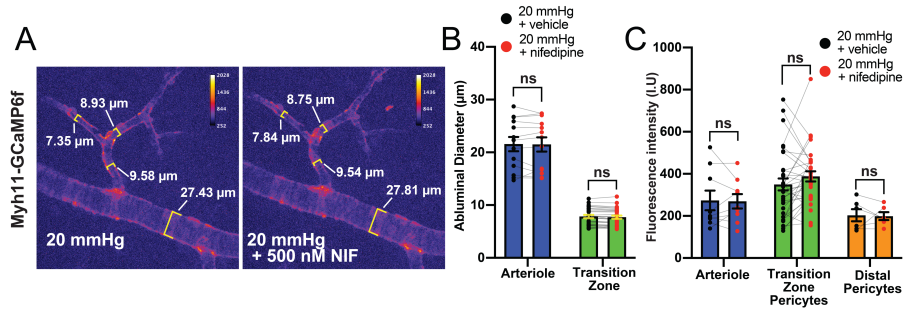 A
Myh11-GCaMP6f
8.93 µm
7.35 µm
9.58 µm
27.43 µm
20 mmHg
2028
1436
844
252
8.75 µm
7.84 µm
9.54 µm
27.81 µm
20 mmHg
+ 500 nM NIF
2028
1436
844
252
B
20 mmHg
+ vehicle
20 mmHg
+ nifedipine
Abluminal Diameter (µm)
40
30
20
10
0
ns
ns
Arteriole
Transition
Zone
C
20 mmHg
+ vehicle
20 mmHg
+ nifedipine
Fluorescence intensity (I.U)
1000
800
600
400
200
0
ns
ns
ns
Arteriole
Transition
Zone
Pericytes
Distal
Pericytes